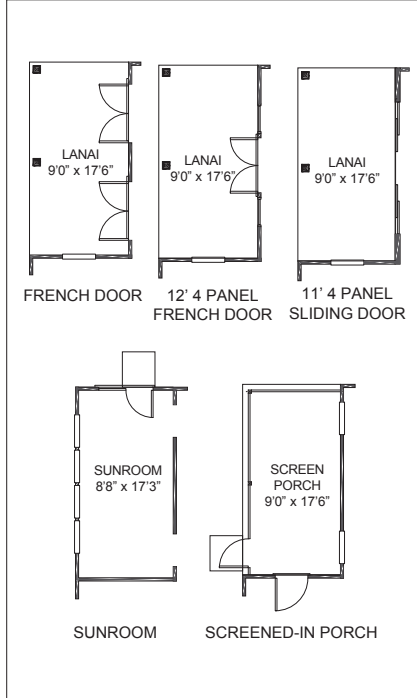 LANAI
9'0" x 17'6"
LANAI
9'0" x 17'6"
LANAI
9'0" x 17'6"
FRENCH DOOR
12' 4 PANEL
FRENCH DOOR
11' 4 PANEL
SLIDING DOOR
SUNROOM
8'8" x 17'3"
SCREEN
PORCH
9'0" x 17'6"
SUNROOM
SCREENED-IN PORCH